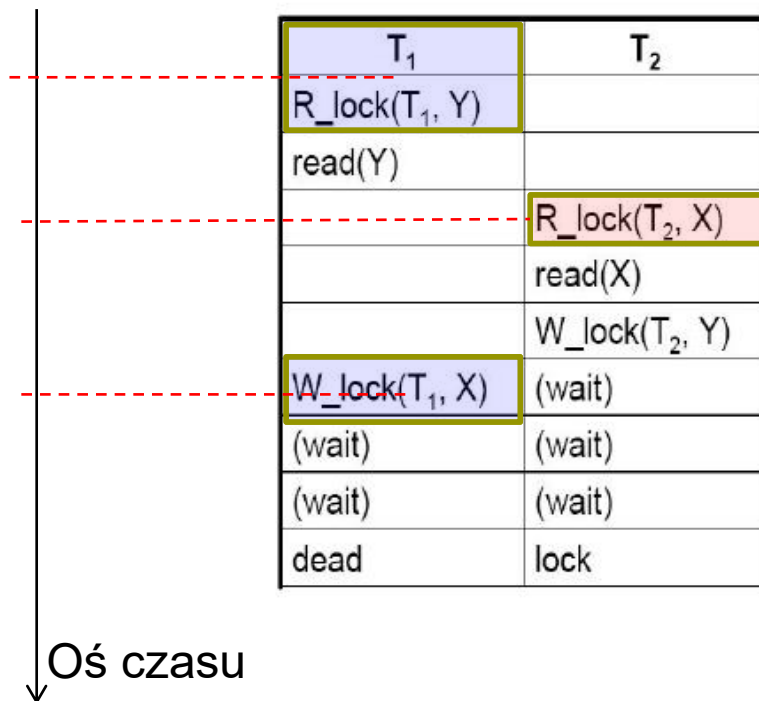 T₁ T₂
R_lock(T₁, Y)
read(Y)
R_lock(T₂, X)
read(X)
W_lock(T₂, Y)
W_lock(T₁, X) (wait)
(wait) (wait)
(wait) (wait)
dead lock
Oś czasu